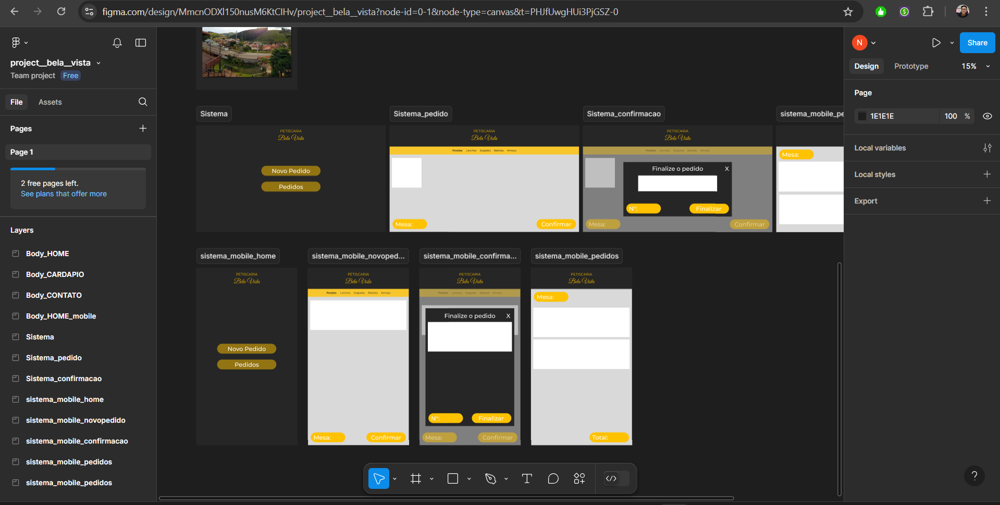 figma.com/design/MmcnODXl150nusM6KtCIHv/project__bela__vista?node-id=0-1&node-type=canvas&t=PHJfUwgHUi3PjGSZ-0
project__bela__vista
Team project Free
File Assets
Pages
Page 1
2 free pages left.
See plans that offer more
Layers
Body_HOME
Body_CARDAPIO
Body_CONTATO
Body_HOME_mobile
Sistema
Sistema_pedido
Sistema_confirmacao
sistema_mobile_home
sistema_mobile_novopedido
sistema_mobile_confirmacao
sistema_mobile_pedidos
sistema_mobile_pedidos
Sistema
PETISCARIA
Bela Vista
Novo Pedido
Pedidos
Sistema_pedido
PETISCARIA
Bela Vista
Porções Lanches Salgados Bebidas Almoço
Mesa: Confirmar
Sistema_confirmacao
PETISCARIA
Bela Vista
Porções Lanches Salgados Bebidas Almoço
Finalize o pedido X
N°: Finalizar
Mesa: Confirmar
sistema_mobile_pe
Mesa:
sistema_mobile_home
PETISCARIA
Bela Vista
Novo Pedido
Pedidos
sistema_mobile_novoped...
PETISCARIA
Bela Vista
Porções Lanches Salgados Bebidas Almoço
Mesa: Confirmar
sistema_mobile_confirma...
PETISCARIA
Bela Vista
Porções Lanches Salgados Bebidas Almoço
Finalize o pedido X
N°: Finalizar
Mesa: Confirmar
sistema_mobile_pedidos
PETISCARIA
Bela Vista
Mesa:
Total:
N
Share
Design Prototype 15%
Page
1E1E1E 100 %
Local variables
Local styles
Export
?